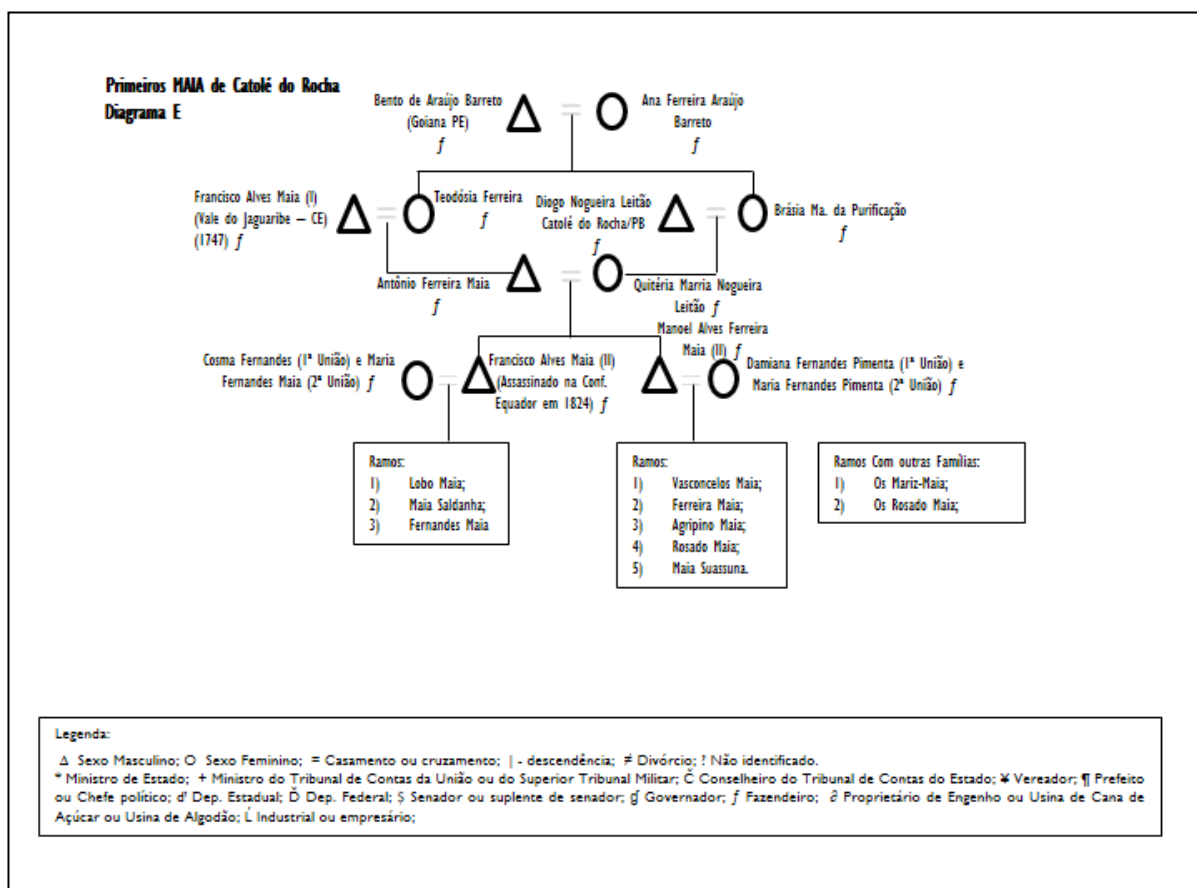 Primeiros MAIA de Catolé do Rocha
Diagrama E
Bento de Araújo Barreto
(Goiana PE)
ƒ
Ana Ferreira Araújo
Barreto
ƒ
Francisco Alves Maia (I)
(Vale do Jaguaribe – CE)
(1747) ƒ
Teodósia Ferreira
ƒ
Diogo Nogueira Leitão
Catolé do Rocha/PB
ƒ
Brásia Ma. da Purificação
ƒ
Antônio Ferreira Maia
ƒ
Quitéria Marria Nogueira
Leitão ƒ
Cosma Fernandes (1ª União) e Maria
Fernandes Maia (2ª União) ƒ
Francisco Alves Maia (II)
(Assassinado na Conf.
Equador em 1824) ƒ
Manoel Alves Ferreira
Maia (II) ƒ
Damiana Fernandes Pimenta (1ª União) e
Maria Fernandes Pimenta (2ª União) ƒ
Ramos:
1) Lobo Maia;
2) Maia Saldanha;
3) Fernandes Maia
Ramos:
1) Vasconcelos Maia;
2) Ferreira Maia;
3) Agripino Maia;
4) Rosado Maia;
5) Maia Suassuna.
Ramos Com outras Famílias:
1) Os Mariz-Maia;
2) Os Rosado Maia;
Legenda:
Δ Sexo Masculino; O Sexo Feminino; = Casamento ou cruzamento; | - descendência; ≠ Divórcio; ? Não identificado.
* Ministro de Estado; + Ministro do Tribunal de Contas da União ou do Superior Tribunal Militar; Č Conselheiro do Tribunal de Contas do Estado; ¥ Vereador; ¶ Prefeito
ou Chefe político; ď Dep. Estadual; Ď Dep. Federal; $ Senador ou suplente de senador; ɠ Governador; ƒ Fazendeiro; ∂ Proprietário de Engenho ou Usina de Cana de
Açúcar ou Usina de Algodão; Ĺ Industrial ou empresário;